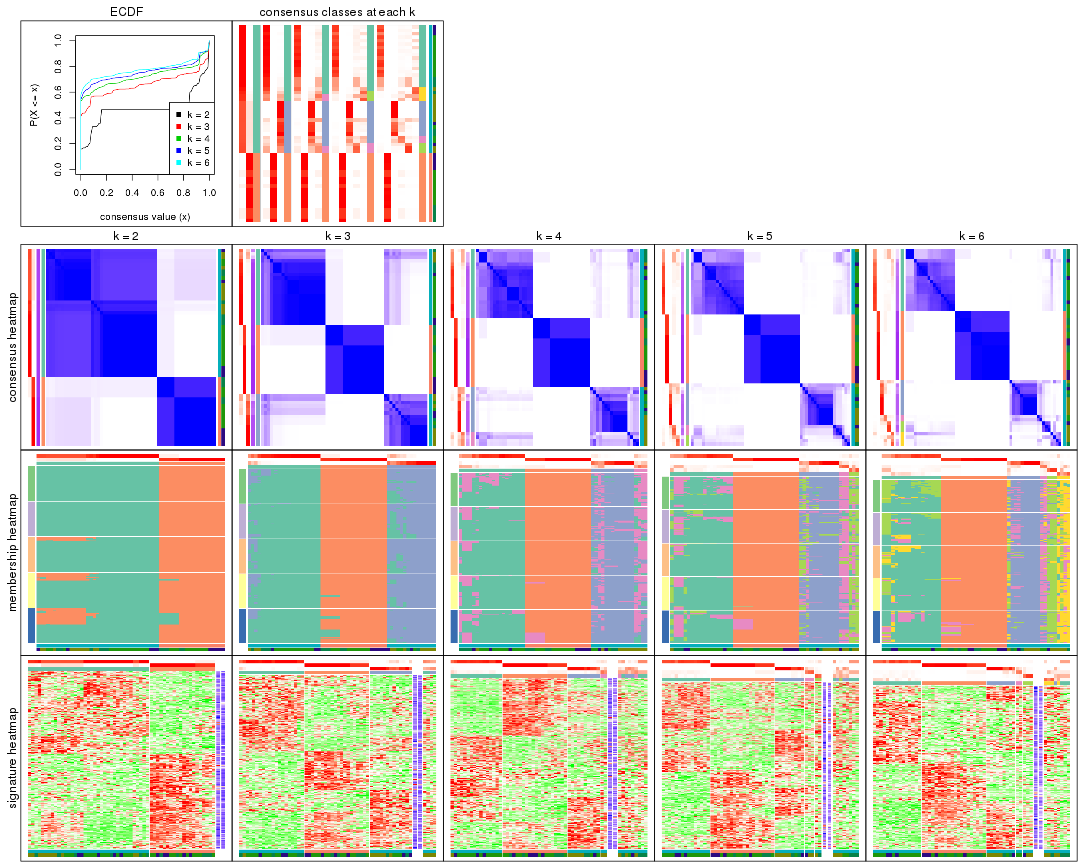 ECDF
consensus classes at each k
P(X <= x)
0.0
0.2
0.4
0.6
0.8
1.0
k = 2
k = 3
k = 4
k = 5
k = 6
0.0 0.2 0.4 0.6 0.8 1.0
consensus value (x)
k = 2
k = 3
k = 4
k = 5
k = 6
consensus heatmap
membership heatmap
signature heatmap